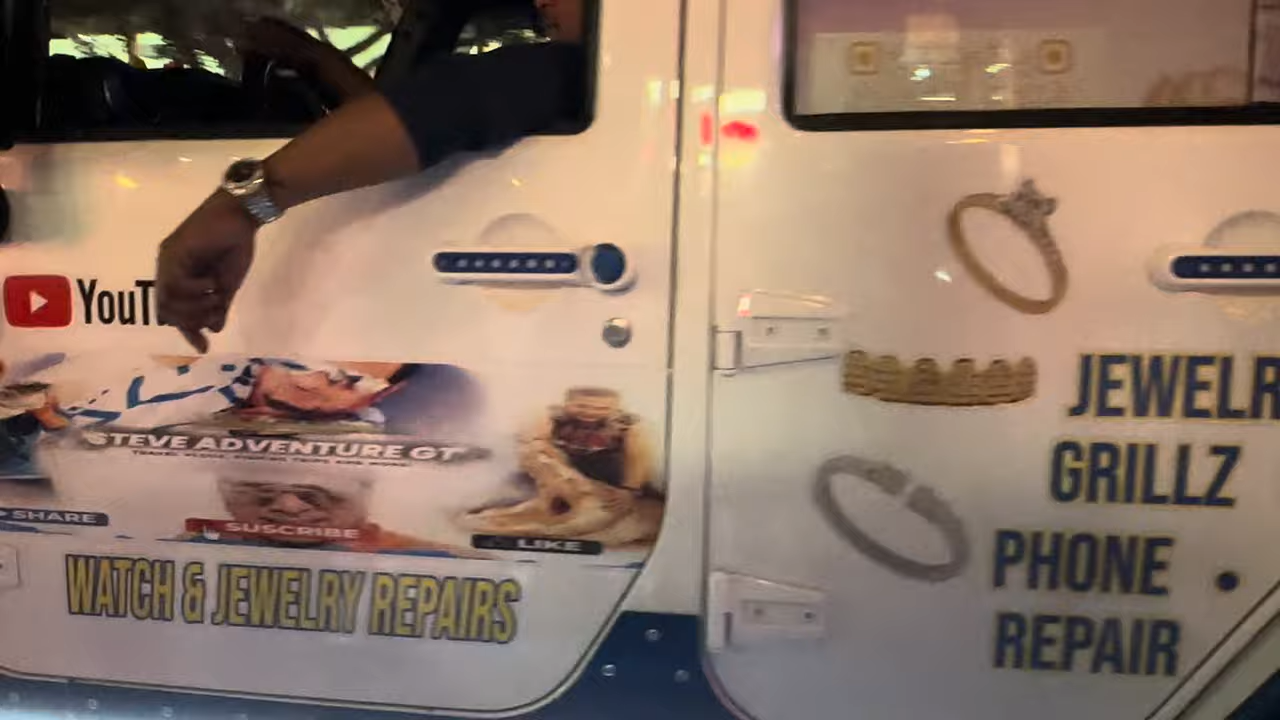 YouT
STEVE ADVENTURE GT
SHARE
SUSCRIBE
LIKE
WATCH & JEWELRY REPAIRS
JEWELR
GRILLZ
PHONE •
REPAIR